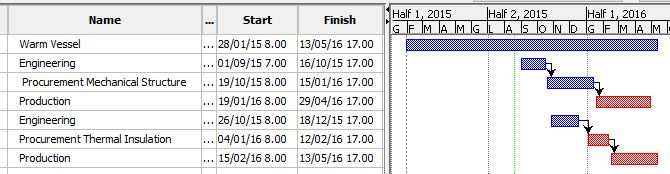 Name ... Start Finish Half 1, 2015 Half 2, 2015 Half 1, 2016
G F M A M G L A S O N D G F M A M
Warm Vessel ... 28/01/15 8.00 13/05/16 17.00
Engineering ... 01/09/15 7.00 16/10/15 17.00
Procurement Mechanical Structure ... 19/10/15 8.00 15/01/16 17.00
Production ... 19/01/16 8.00 29/04/16 17.00
Engineering ... 26/10/15 8.00 18/12/15 17.00
Procurement Thermal Insulation ... 04/01/16 8.00 12/02/16 17.00
Production ... 15/02/16 8.00 13/05/16 17.00